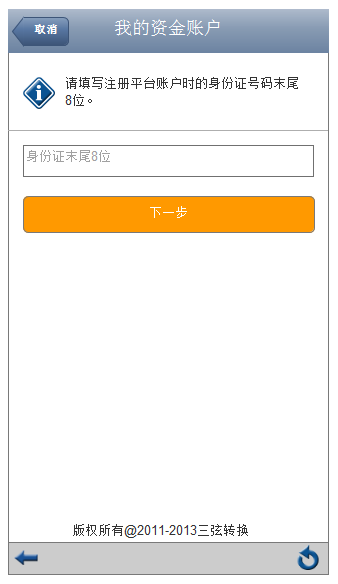 取消
我的资金账户
请填写注册平台账户时的身份证号码末尾
8位。
身份证末尾8位
下一步
版权所有@2011-2013三弦转换